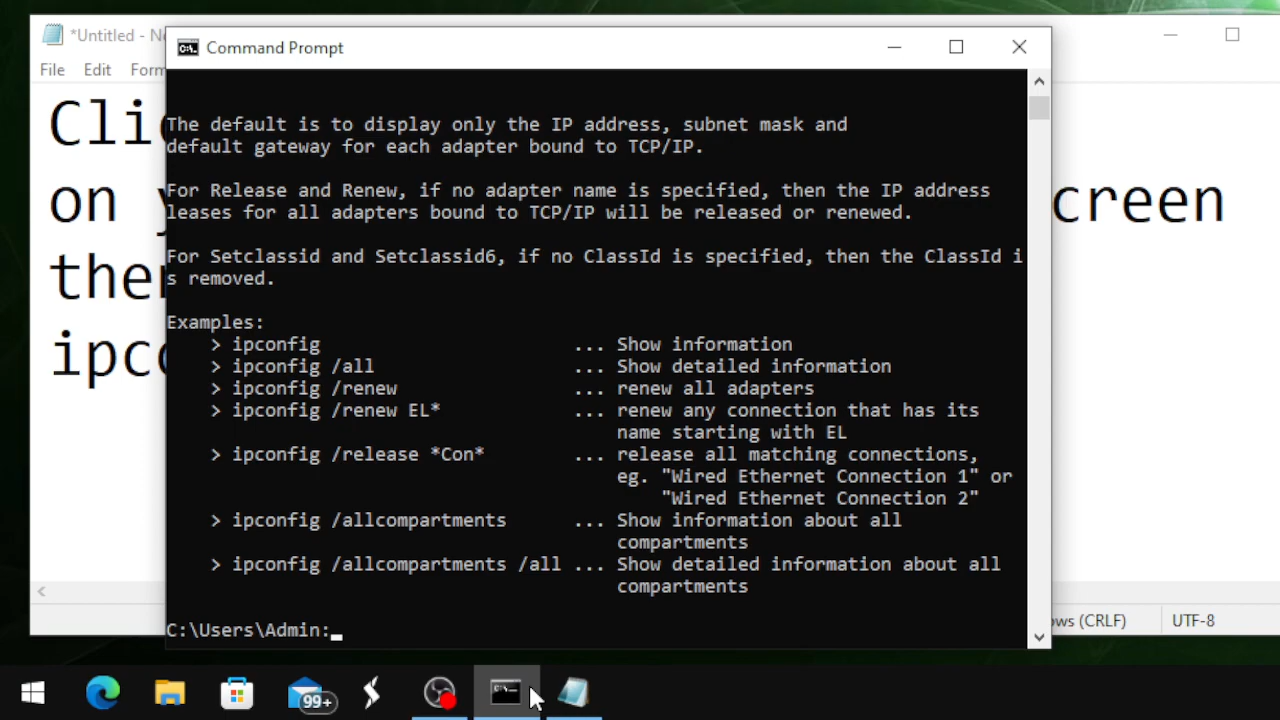 *Untitled - N
Command Prompt
File Edit Form
Clic
on y
creen
then
ipco
The default is to display only the IP address, subnet mask and
default gateway for each adapter bound to TCP/IP.
For Release and Renew, if no adapter name is specified, then the IP address
leases for all adapters bound to TCP/IP will be released or renewed.
For Setclassid and Setclassid6, if no ClassId is specified, then the ClassId i
s removed.
Examples:
> ipconfig ... Show information
> ipconfig /all ... Show detailed information
> ipconfig /renew ... renew all adapters
> ipconfig /renew EL* ... renew any connection that has its
name starting with EL
> ipconfig /release *Con* ... release all matching connections,
eg. "Wired Ethernet Connection 1" or
"Wired Ethernet Connection 2"
> ipconfig /allcompartments ... Show information about all
compartments
> ipconfig /allcompartments /all ... Show detailed information about all
compartments
C:\Users\Admin:_
ows (CRLF) UTF-8
C:\_
99+